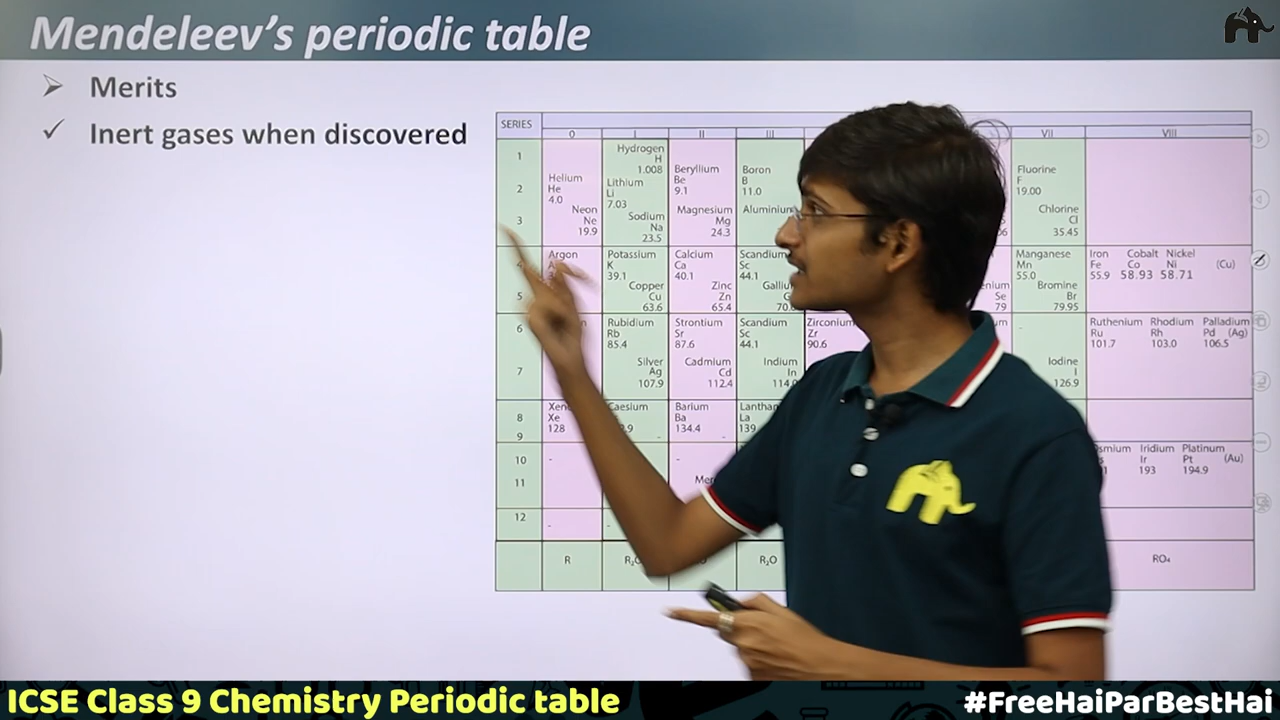 Mendeleev's periodic table
Merits
Inert gases when discovered
SERIES
0 I II III VII VIII
1
2
3
Hydrogen
H
1.008
Helium
He
4.0
Neon
Ne
19.9
Lithium
Li
7.03
Sodium
Na
23.5
Beryllium
Be
9.1
Magnesium
Mg
24.3
Boron
B
11.0
Aluminium
Fluorine
F
19.00
Chlorine
Cl
35.45
4
5
Argon
Potassium
K
39.1
Copper
Cu
63.6
Calcium
Ca
40.1
Zinc
Zn
65.4
Scandium
Sc
44.1
Se
79
Manganese
Mn
55.0
Bromine
Br
79.95
Iron Cobalt Nickel
Fe Co Ni (Cu)
55.9 58.93 58.71
6
7
Rubidium
Rb
85.4
Silver
Ag
107.9
Strontium
Sr
87.6
Cadmium
Cd
112.4
Scandium
Sc
44.1
Indium
In
Zirconium
Zr
90.6
Iodine
I
126.9
Ruthenium Rhodium Palladium
Ru Rh Pd (Ag)
101.7 103.0 106.5
8
9
Xe
128
Caesium
Barium
Ba
134.4
La
139
10
11
12
Iridium Platinum
Ir Pt (Au)
193 194.9
R
R₂O
RO₄
ICSE Class 9 Chemistry Periodic table
#FreeHaiParBestHai